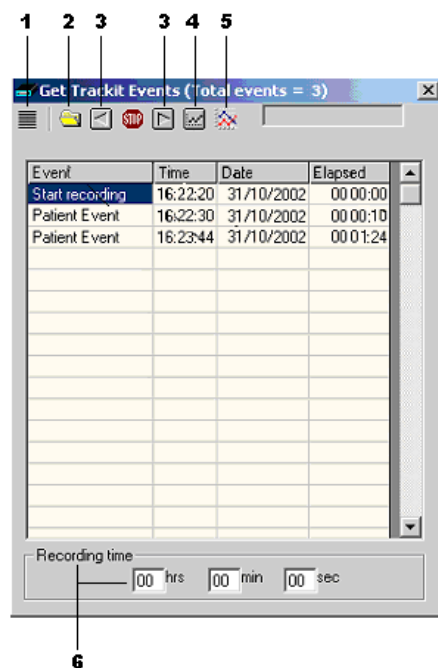 1 2 3 3 4 5
Get Trackit Events (Total events = 3)
STOP
Event Time Date Elapsed
Start recording 16:22:20 31/10/2002 00 00:00
Patient Event 16:22:30 31/10/2002 00 00:10
Patient Event 16:23:44 31/10/2002 00 01:24
Recording time
00 hrs 00 min 00 sec
6